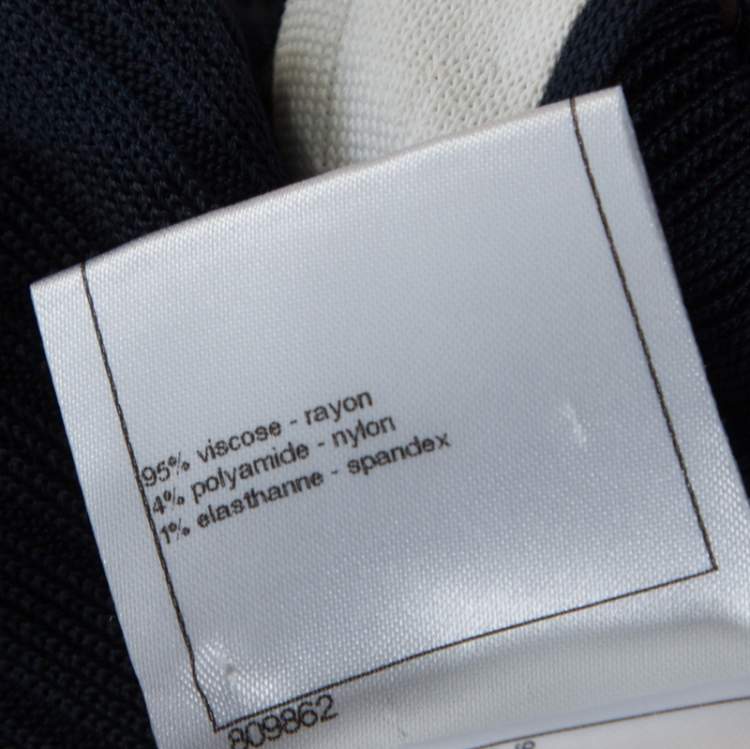 95% viscose - rayon
4% polyamide - nylon
1% elasthanne - spandex
809862